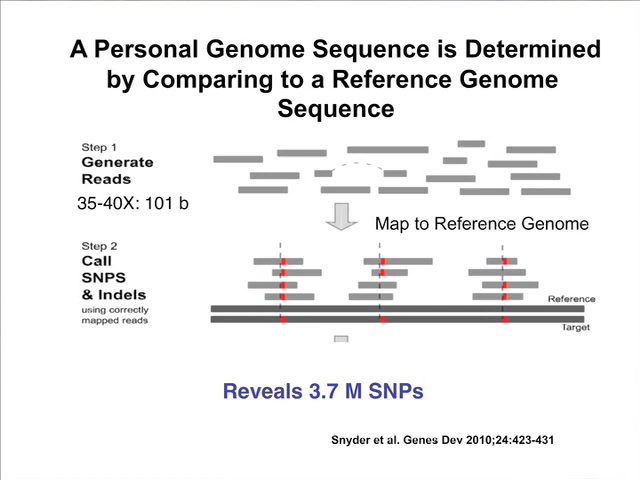 A Personal Genome Sequence is Determined
by Comparing to a Reference Genome
Sequence
Step 1
Generate
Reads
35-40X: 101 b
Map to Reference Genome
Step 2
Call
SNPS
& Indels
using correctly
mapped reads
Reference
Target
Reveals 3.7 M SNPs
Snyder et al. Genes Dev 2010;24:423-431